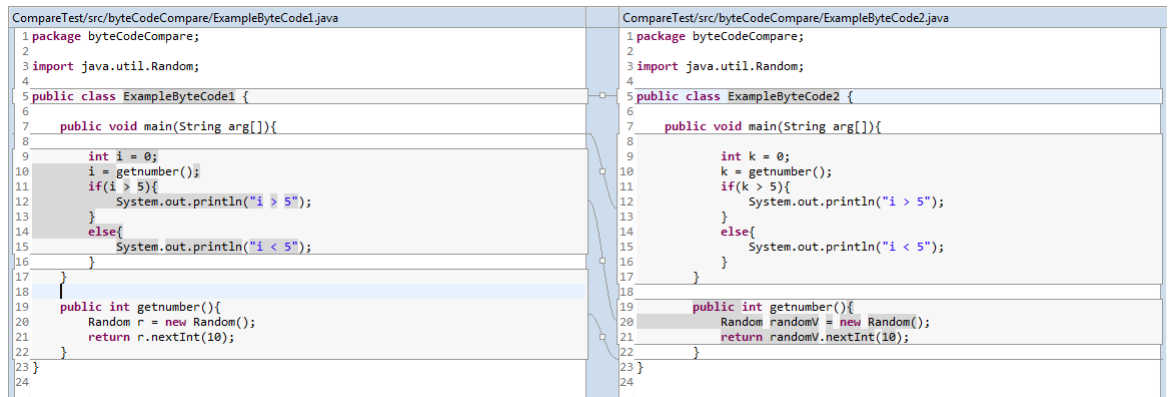 CompareTest/src/byteCodeCompare/ExampleByteCode1.java
1 package byteCodeCompare;
2
3 import java.util.Random;
4
5 public class ExampleByteCode1 {
6
7 public void main(String arg[]){
8
9 int i = 0;
10 i = getnumber();
11 if(i > 5){
12 System.out.println("i > 5");
13 }
14 else{
15 System.out.println("i < 5");
16 }
17 }
18
19 public int getnumber(){
20 Random r = new Random();
21 return r.nextInt(10);
22 }
23 }
24
CompareTest/src/byteCodeCompare/ExampleByteCode2.java
1 package byteCodeCompare;
2
3 import java.util.Random;
4
5 public class ExampleByteCode2 {
6
7 public void main(String arg[]){
8
9 int k = 0;
10 k = getnumber();
11 if(k > 5){
12 System.out.println("i > 5");
13 }
14 else{
15 System.out.println("i < 5");
16 }
17 }
18
19 public int getnumber(){
20 Random randomV = new Random();
21 return randomV.nextInt(10);
22 }
23 }
24